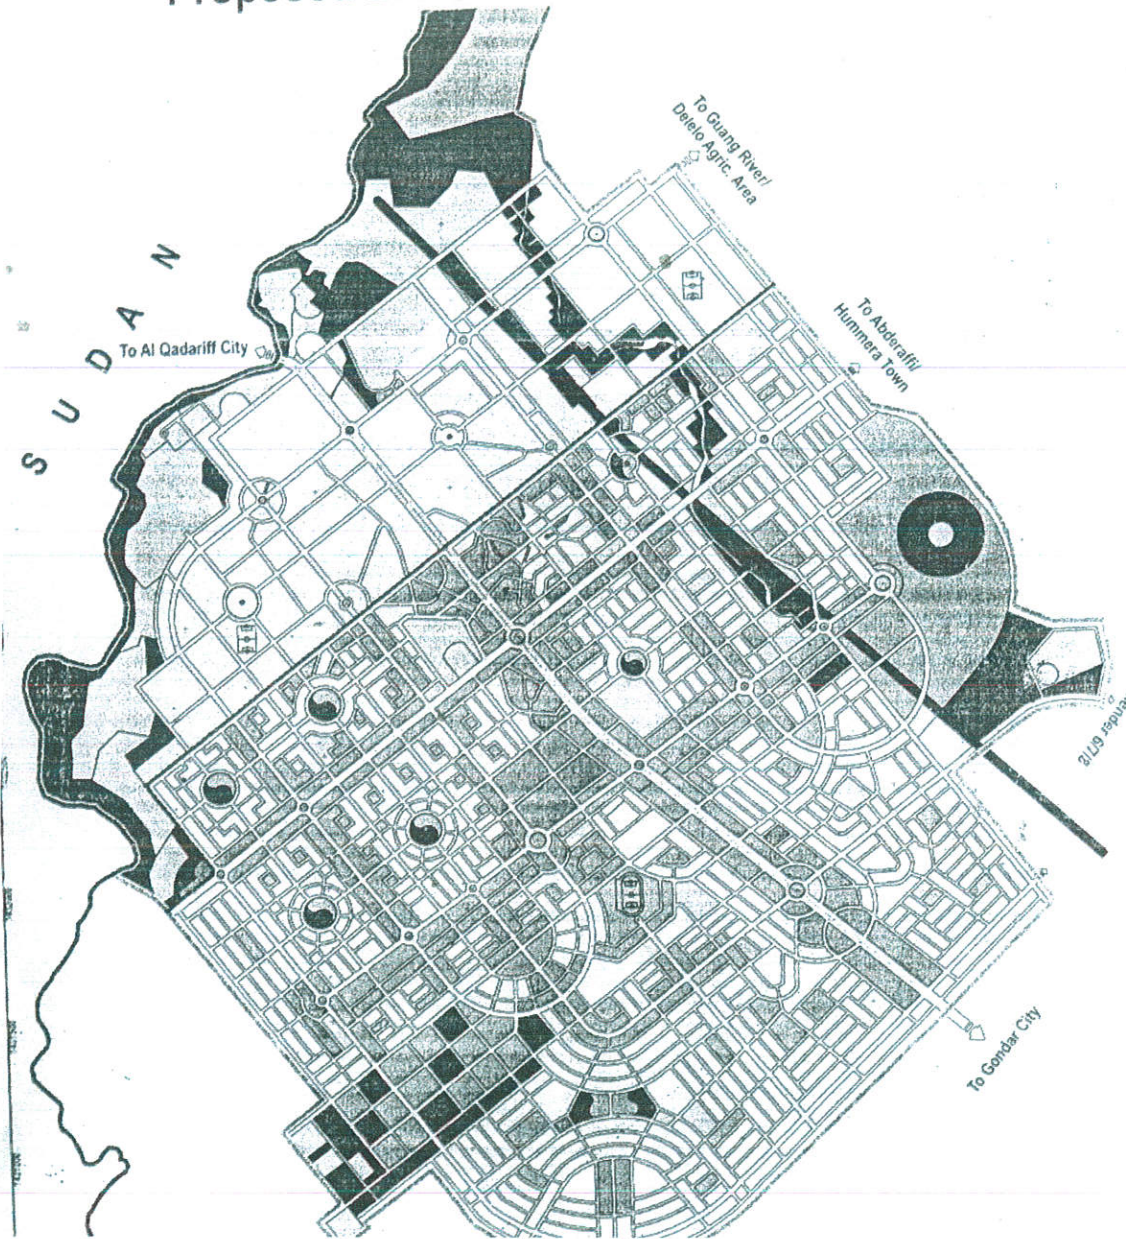 To Guang River/
Delelo Agric. Area
SUDAN
To Al Qadariff City
To Abderaffi/
Hummera Town
To Gondar City